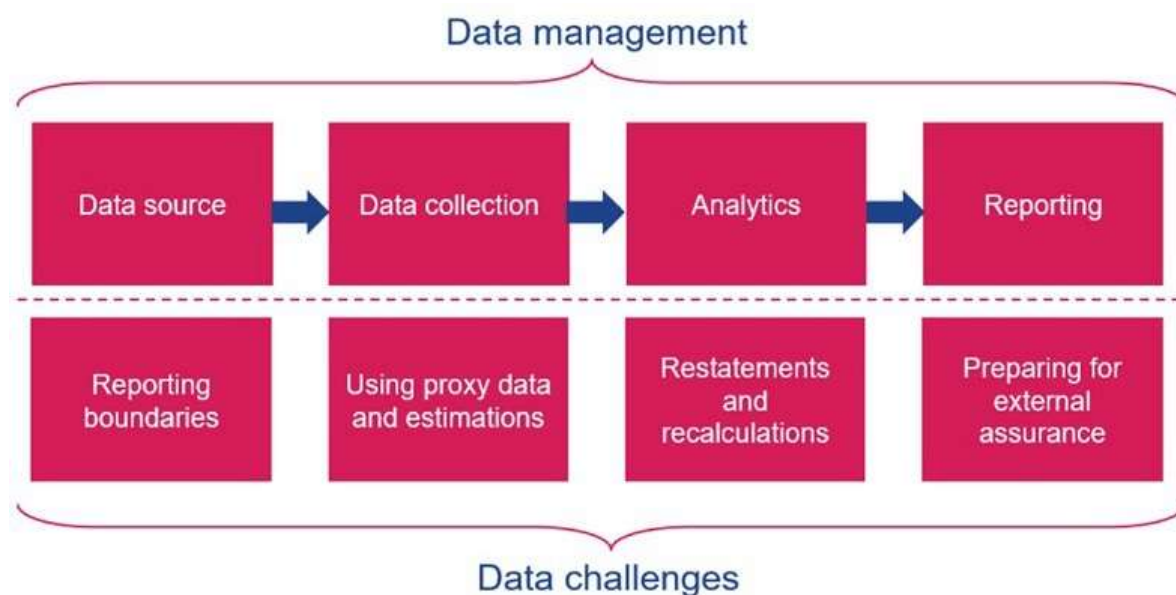 Data management
Data source
Data collection
Analytics
Reporting
Reporting
boundaries
Using proxy data
and estimations
Restatements
and
recalculations
Preparing for
external
assurance
Data challenges